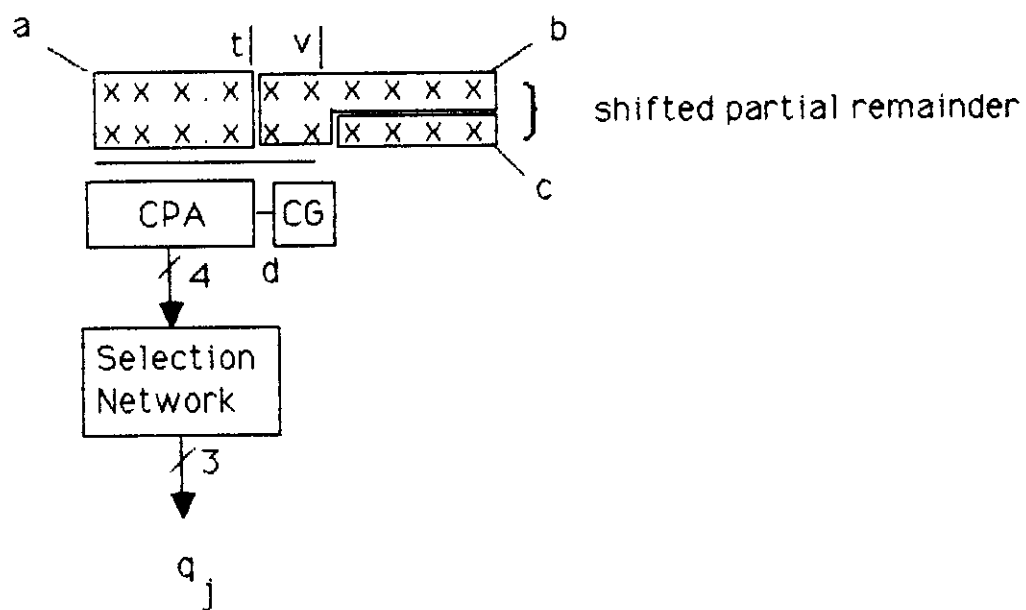 a
t| v|
b
X X X . X X X X X X X
shifted partial remainder
X X X . X X X X X X X
c
CPA
CG
4
d
Selection
Network
3
q j